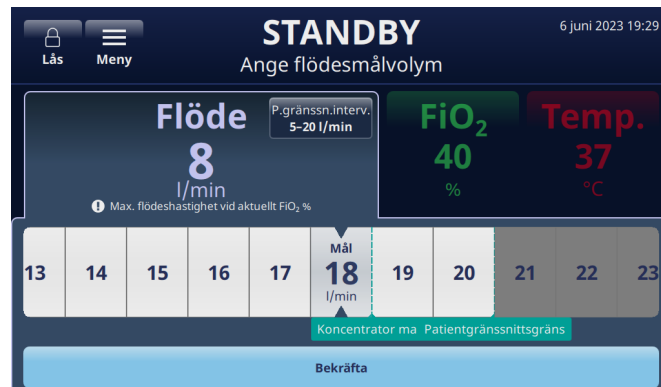 STANDBY
6 juni 2023 19:29
Lås
Meny
Ange flödesmålvolym
Flöde
P.gränssn.interv.
5–20 l/min
8
l/min
Max. flödeshastighet vid aktuellt FiO₂ %
FiO₂
40
%
Temp.
37
°C
Mål
13 14 15 16 17 18 19 20 21 22 23
l/min
Koncentrator ma Patientgränssnittsgräns
Bekräfta